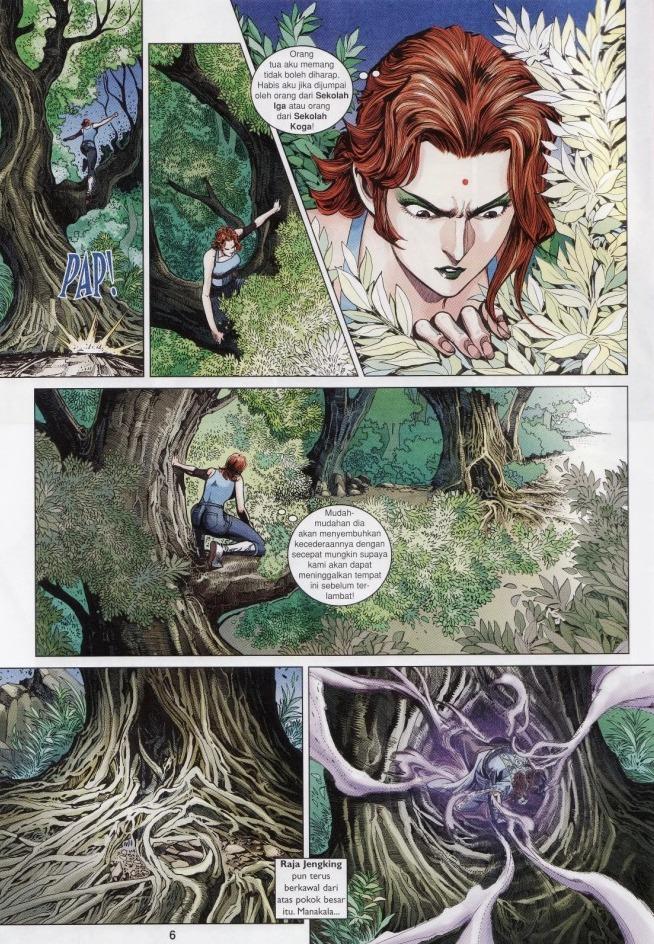 Orang
tua aku memang
tidak boleh diharap.
Habis aku jika dijumpai
oleh orang dari Sekolah
Iga atau orang
dari Sekolah
Koga!
PAP!
Mudah-
mudahan dia
akan menyembuhkan
kecederaannya dengan
secepat mungkin supaya
kami akan dapat
meninggalkan tempat
ini sebelum ter-
lambat!
Raja Jengking
pun terus
berkawal dari
atas pokok besar
itu. Manakala...
6